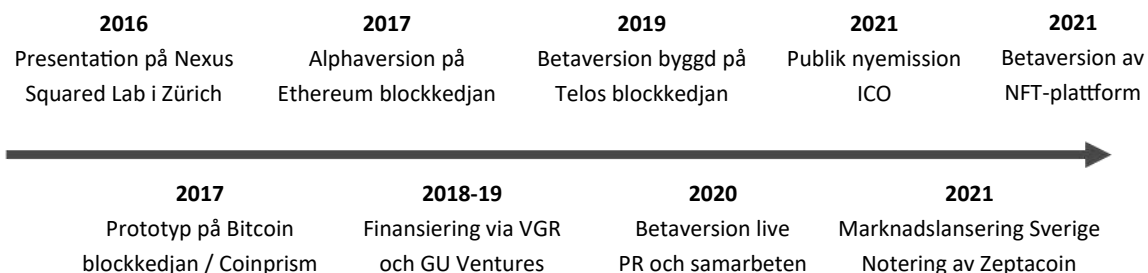 2016
Presentation på Nexus
Squared Lab i Zürich
2017
Alphaversion på
Ethereum blockkedjan
2019
Betaversion byggd på
Telos blockkedjan
2021
Publik nyemission
ICO
2021
Betaversion av
NFT-plattform
2017
Prototyp på Bitcoin
blockkedjan / Coinprism
2018-19
Finansiering via VGR
och GU Ventures
2020
Betaversion live
PR och samarbeten
2021
Marknadslansering Sverige
Notering av Zeptacoin